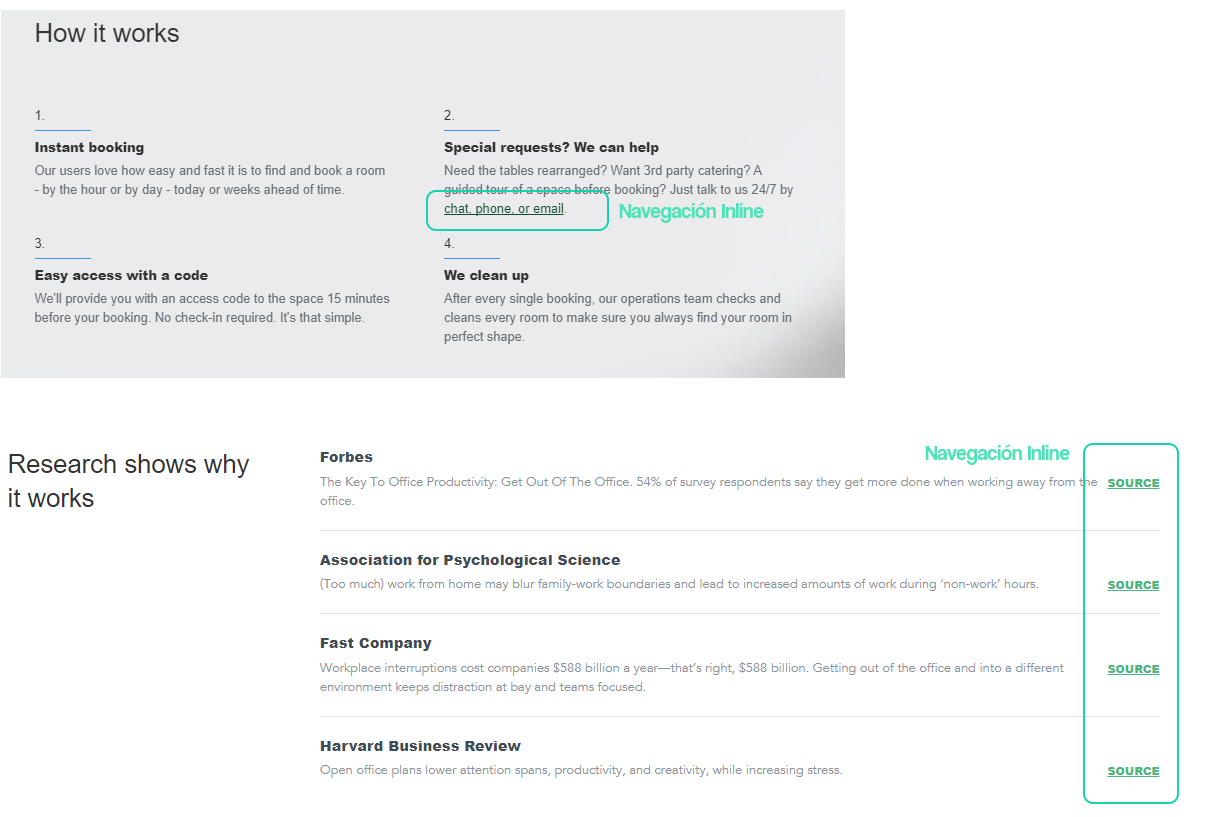 How it works
1.
Instant booking
Our users love how easy and fast it is to find and book a room
- by the hour or by day - today or weeks ahead of time.
2.
Special requests? We can help
Need the tables rearranged? Want 3rd party catering? A
guided tour of a space before booking? Just talk to us 24/7 by
chat, phone, or email.
Navegación Inline
3.
Easy access with a code
We'll provide you with an access code to the space 15 minutes
before your booking. No check-in required. It's that simple.
4.
We clean up
After every single booking, our operations team checks and
cleans every room to make sure you always find your room in
perfect shape.
Research shows why
it works
Navegación Inline
Forbes
The Key To Office Productivity: Get Out Of The Office. 54% of survey respondents say they get more done when working away from the
office.
SOURCE
Association for Psychological Science
(Too much) work from home may blur family-work boundaries and lead to increased amounts of work during ‘non-work’ hours.
SOURCE
Fast Company
Workplace interruptions cost companies $588 billion a year—that’s right, $588 billion. Getting out of the office and into a different
environment keeps distraction at bay and teams focused.
SOURCE
Harvard Business Review
Open office plans lower attention spans, productivity, and creativity, while increasing stress.
SOURCE